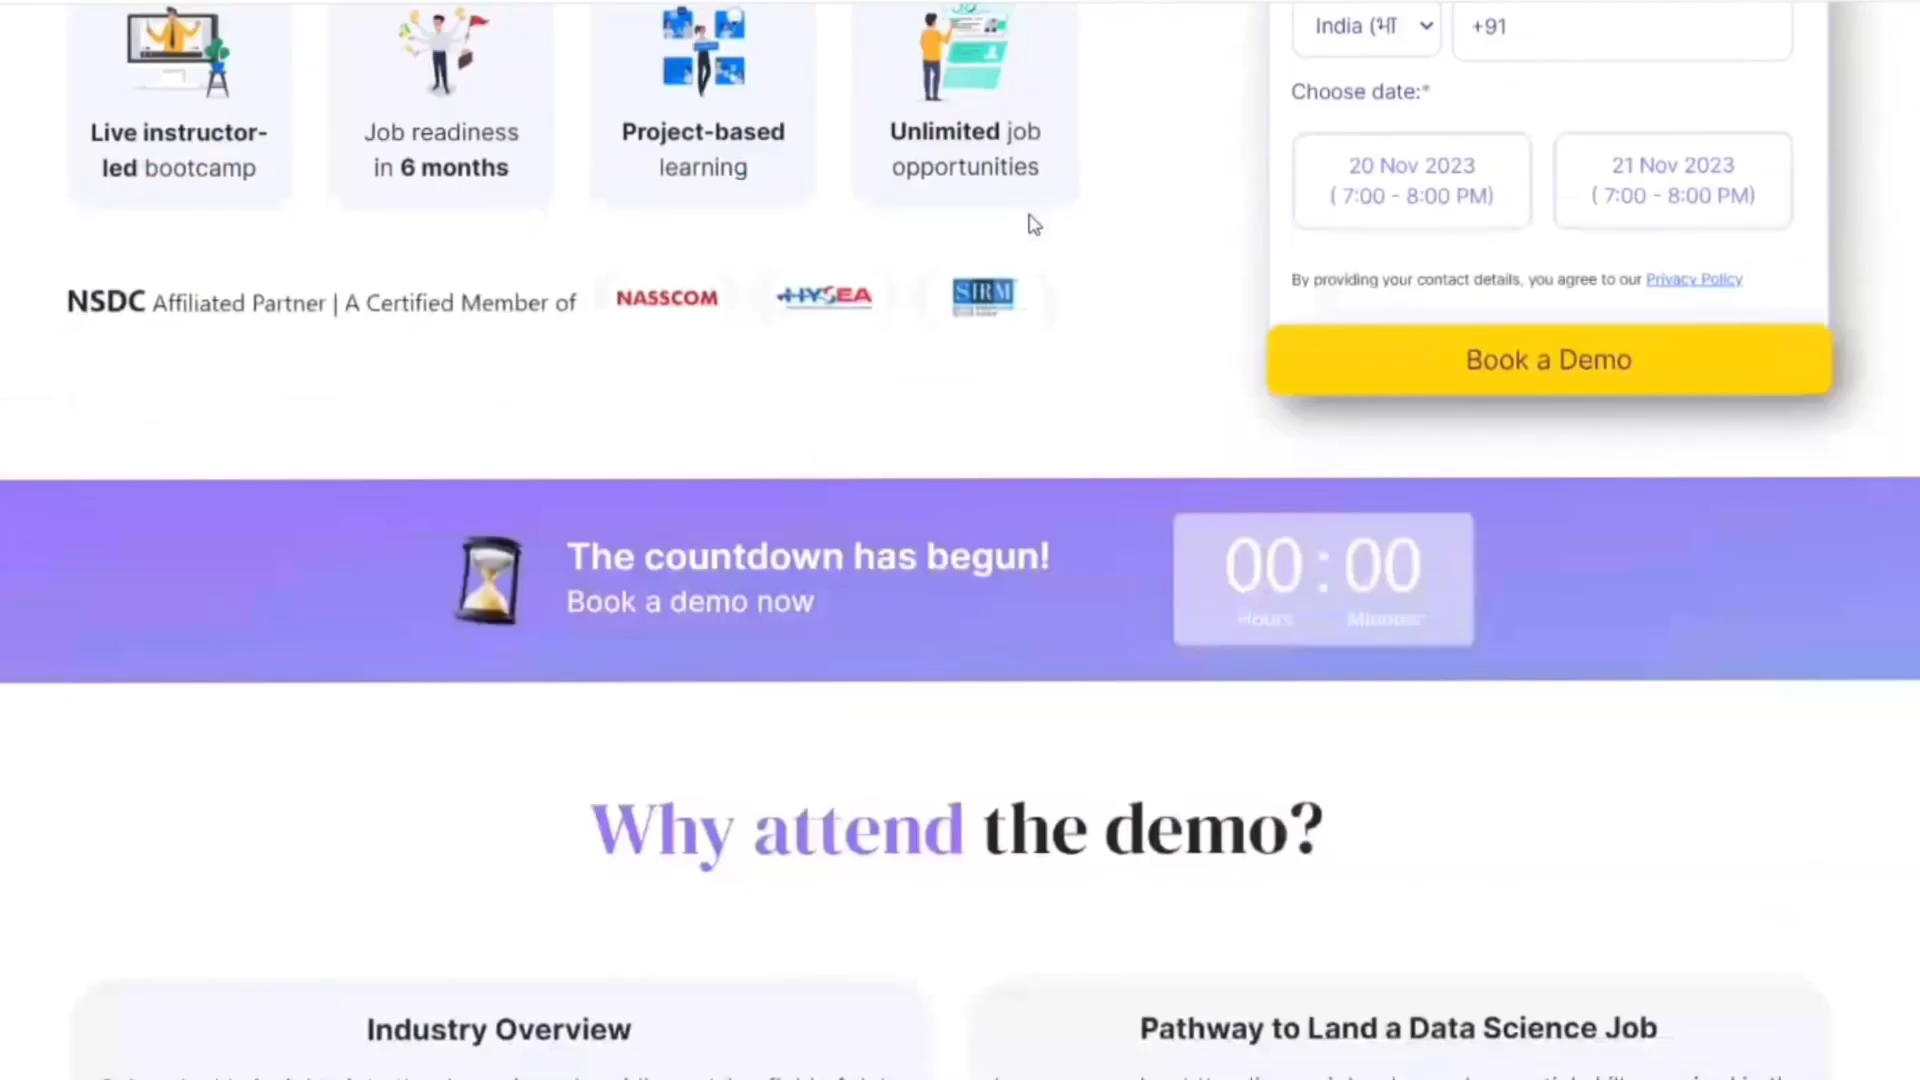 Live instructor-
led bootcamp
Job readiness
in 6 months
Project-based
learning
Unlimited job
opportunities
NSDC Affiliated Partner | A Certified Member of
NASSCOM
HYSEA
India (भा
+91
Choose date:*
20 Nov 2023
( 7:00 - 8:00 PM)
21 Nov 2023
( 7:00 - 8:00 PM)
By providing your contact details, you agree to our Privacy Policy
Book a Demo
The countdown has begun!
Book a demo now
00 : 00
Hours Minutes
Why attend the demo?
Industry Overview
Pathway to Land a Data Science Job